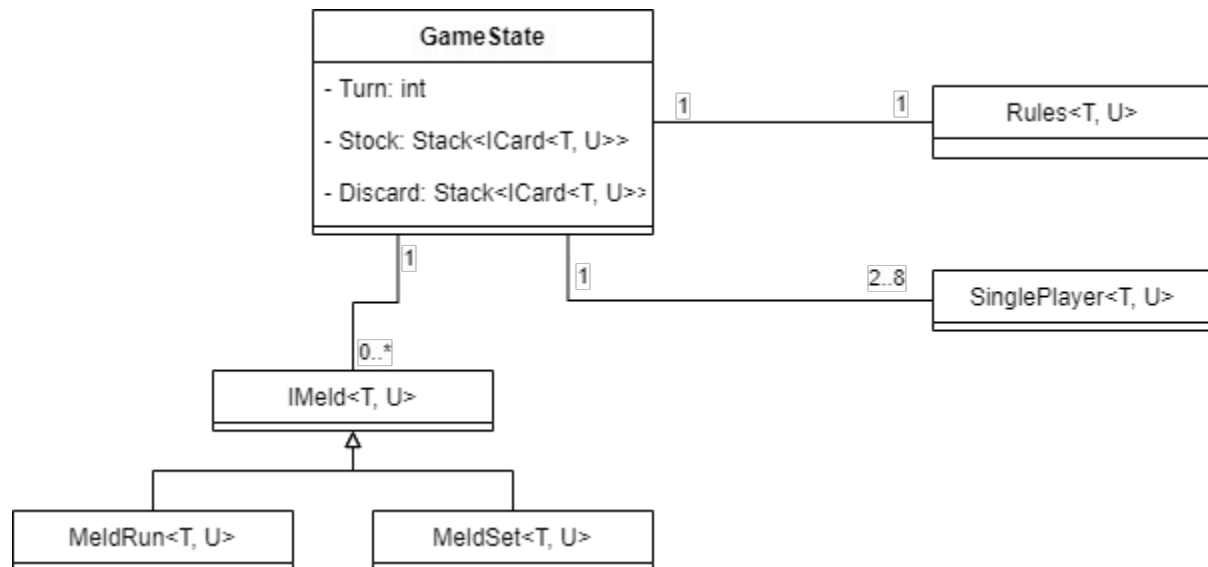 GameState
- Turn: int
- Stock: Stack<ICard<T, U>>
- Discard: Stack<ICard<T, U>>
1
1
Rules<T, U>
1
1
2..8
SinglePlayer<T, U>
0..*
IMeld<T, U>
MeldRun<T, U>
MeldSet<T, U>